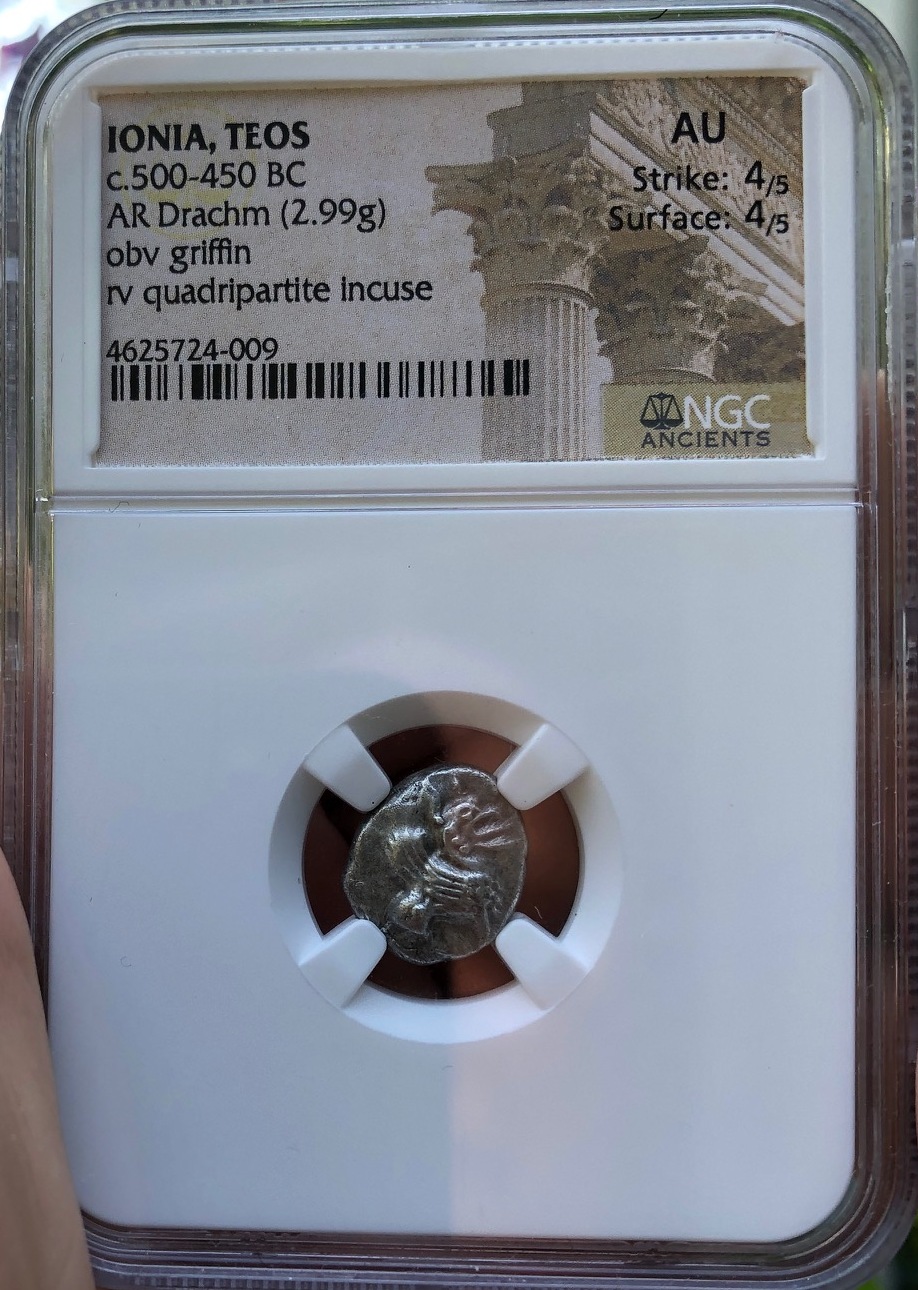 IONIA, TEOS
c.500-450 BC
AR Drachm (2.99g)
obv griffin
rv quadripartite incuse
4625724-009
AU
Strike: 4/5
Surface: 4/5
NGC
ANCIENTS